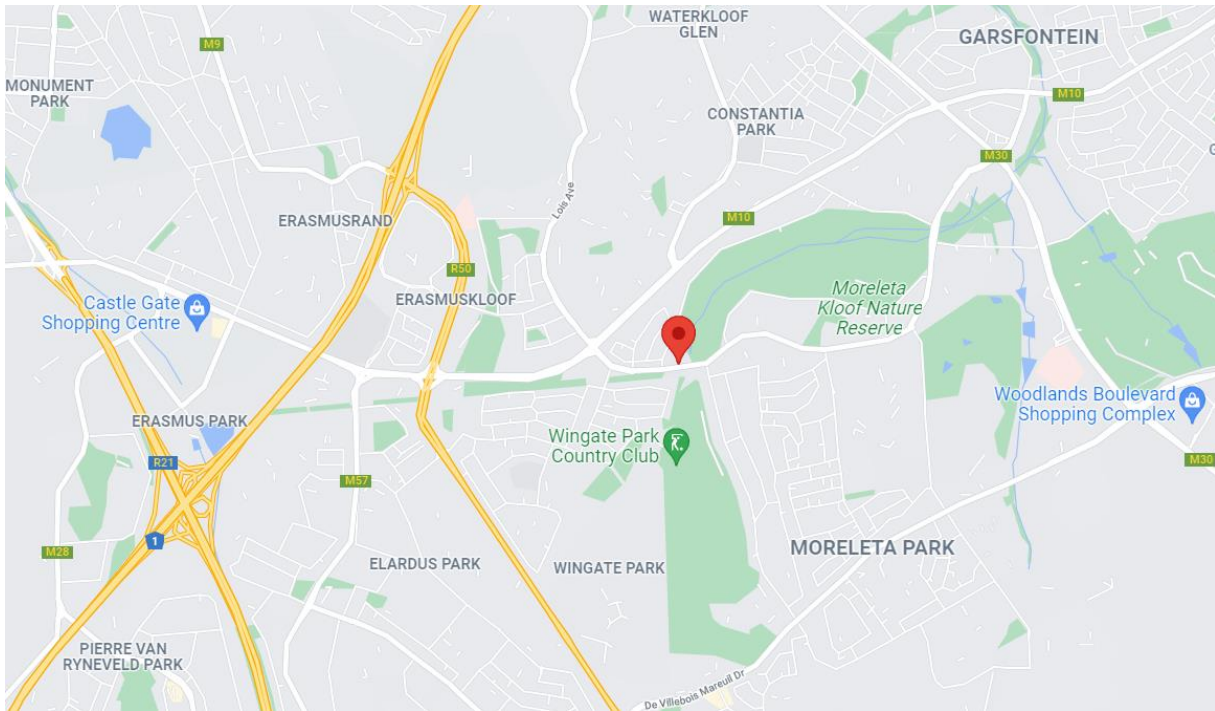 WATERKLOOF
GLEN
GARSFONTEIN
M9
MONUMENT
PARK
M10
CONSTANTIA
PARK
M30
Lois Ave
ERASMUSRAND
M10
R50
Castle Gate
Shopping Centre
ERASMUSKLOOF
Moreleta
Kloof Nature
Reserve
Woodlands Boulevard
Shopping Complex
ERASMUS PARK
Wingate Park
Country Club
R21
M30
M57
1
M28
ELARDUS PARK
WINGATE PARK
MORELETA PARK
PIERRE VAN
RYNEVELD PARK
De Villebois Mareuil Dr